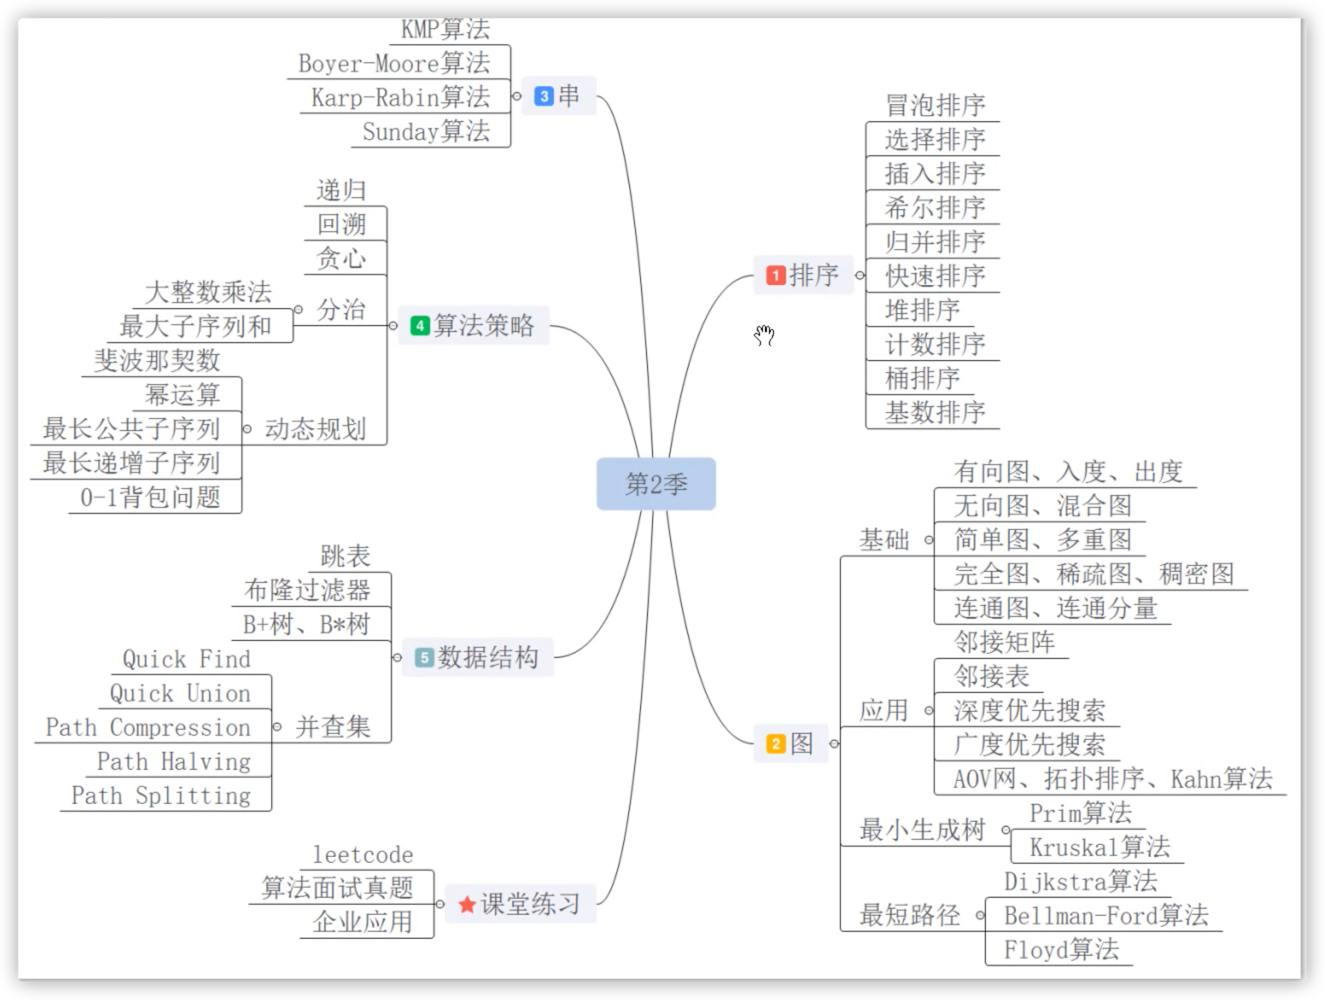 第2季
1 排序
冒泡排序
选择排序
插入排序
希尔排序
归并排序
快速排序
堆排序
计数排序
桶排序
基数排序
2 图
基础
有向图、入度、出度
无向图、混合图
简单图、多重图
完全图、稀疏图、稠密图
连通图、连通分量
应用
邻接矩阵
邻接表
深度优先搜索
广度优先搜索
AOV网、拓扑排序、Kahn算法
最小生成树
Prim算法
Kruskal算法
最短路径
Dijkstra算法
Bellman-Ford算法
Floyd算法
3 串
KMP算法
Boyer-Moore算法
Karp-Rabin算法
Sunday算法
4 算法策略
递归
回溯
贪心
分治
大整数乘法
最大子序列和
动态规划
斐波那契数
幂运算
最长公共子序列
最长递增子序列
0-1背包问题
5 数据结构
跳表
布隆过滤器
B+树、B*树
并查集
Quick Find
Quick Union
Path Compression
Path Halving
Path Splitting
课堂练习
leetcode
算法面试真题
企业应用